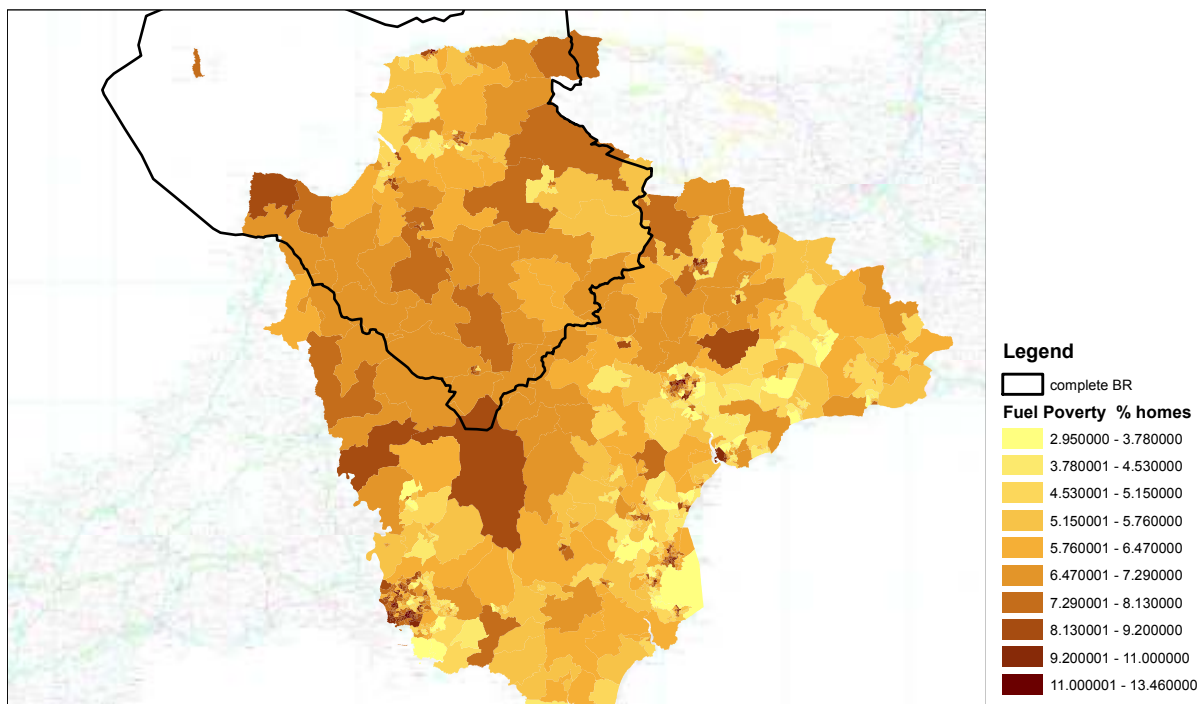 Legend
complete BR
Fuel Poverty % homes
2.950000 - 3.780000
3.780001 - 4.530000
4.530001 - 5.150000
5.150001 - 5.760000
5.760001 - 6.470000
6.470001 - 7.290000
7.290001 - 8.130000
8.130001 - 9.200000
9.200001 - 11.000000
11.000001 - 13.460000